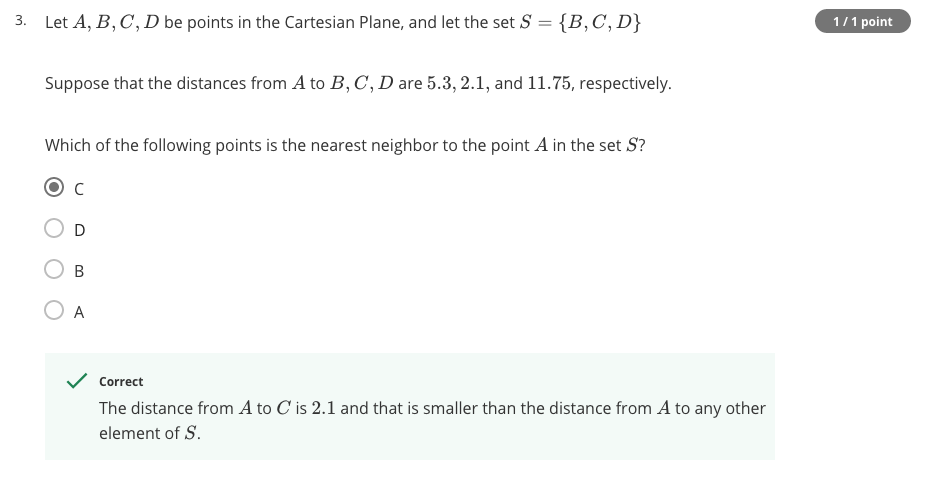 3. Let A, B, C, D be points in the Cartesian Plane, and let the set S = {B, C, D}
1 / 1 point
Suppose that the distances from A to B, C, D are 5.3, 2.1, and 11.75, respectively.
Which of the following points is the nearest neighbor to the point A in the set S?
C
D
B
A
Correct
The distance from A to C is 2.1 and that is smaller than the distance from A to any other
element of S.